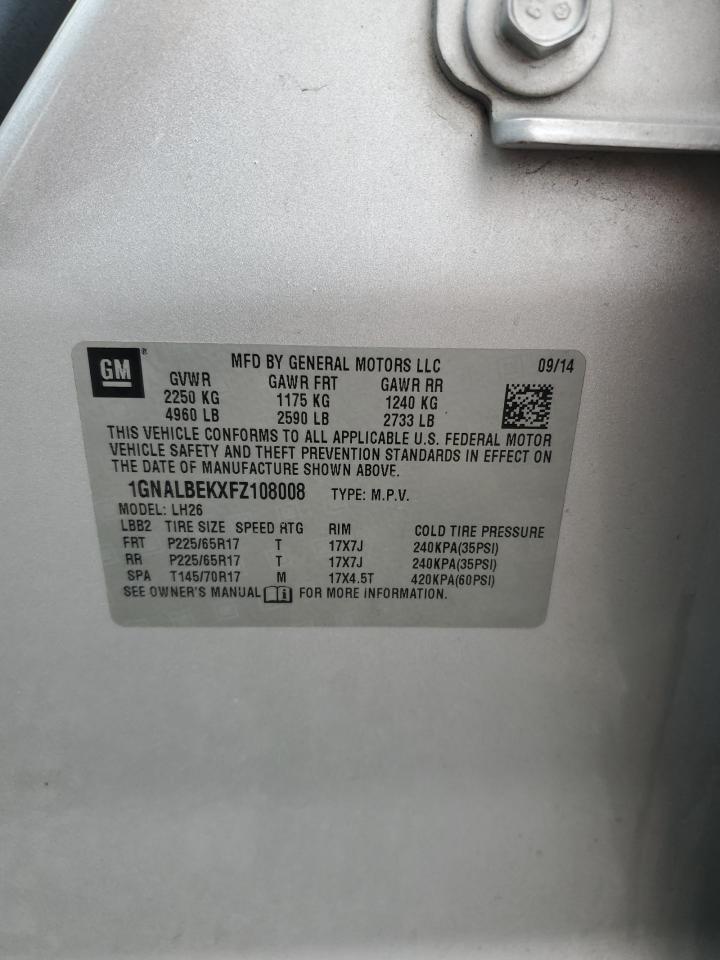 GM ®
MFD BY GENERAL MOTORS LLC 09/14
GVWR GAWR FRT GAWR RR
2250 KG 1175 KG 1240 KG
4960 LB 2590 LB 2733 LB
THIS VEHICLE CONFORMS TO ALL APPLICABLE U.S. FEDERAL MOTOR
VEHICLE SAFETY AND THEFT PREVENTION STANDARDS IN EFFECT ON
THE DATE OF MANUFACTURE SHOWN ABOVE.
1GNALBEKXFZ108008 TYPE: M.P.V.
MODEL: LH26
LBB2 TIRE SIZE SPEED RTG RIM COLD TIRE PRESSURE
FRT P225/65R17 T 17X7J 240KPA(35PSI)
RR P225/65R17 T 17X7J 240KPA(35PSI)
SPA T145/70R17 M 17X4.5T 420KPA(60PSI)
SEE OWNER'S MANUAL i FOR MORE INFORMATION.